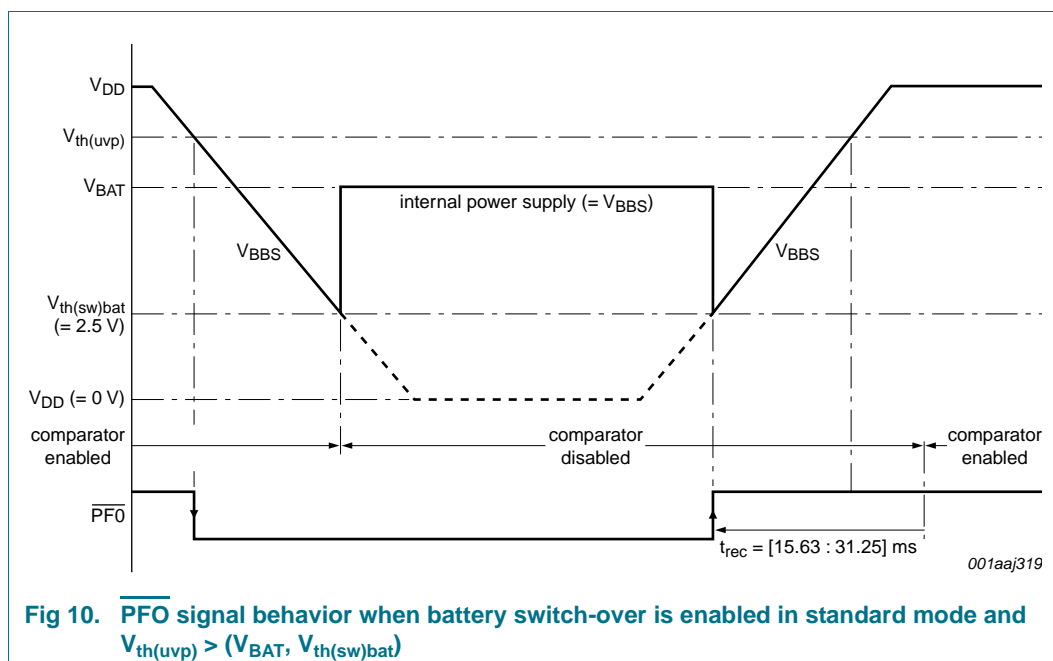 VDD
Vth(uvp)
VBAT
internal power supply (= VBBS)
VBBS
VBBS
Vth(sw)bat
(= 2.5 V)
VDD (= 0 V)
comparator
enabled
comparator
disabled
comparator
enabled
PF0
trec = [15.63 : 31.25] ms
001aaj319
Fig 10. PFO signal behavior when battery switch-over is enabled in standard mode and
Vth(uvp) > (VBAT, Vth(sw)bat)